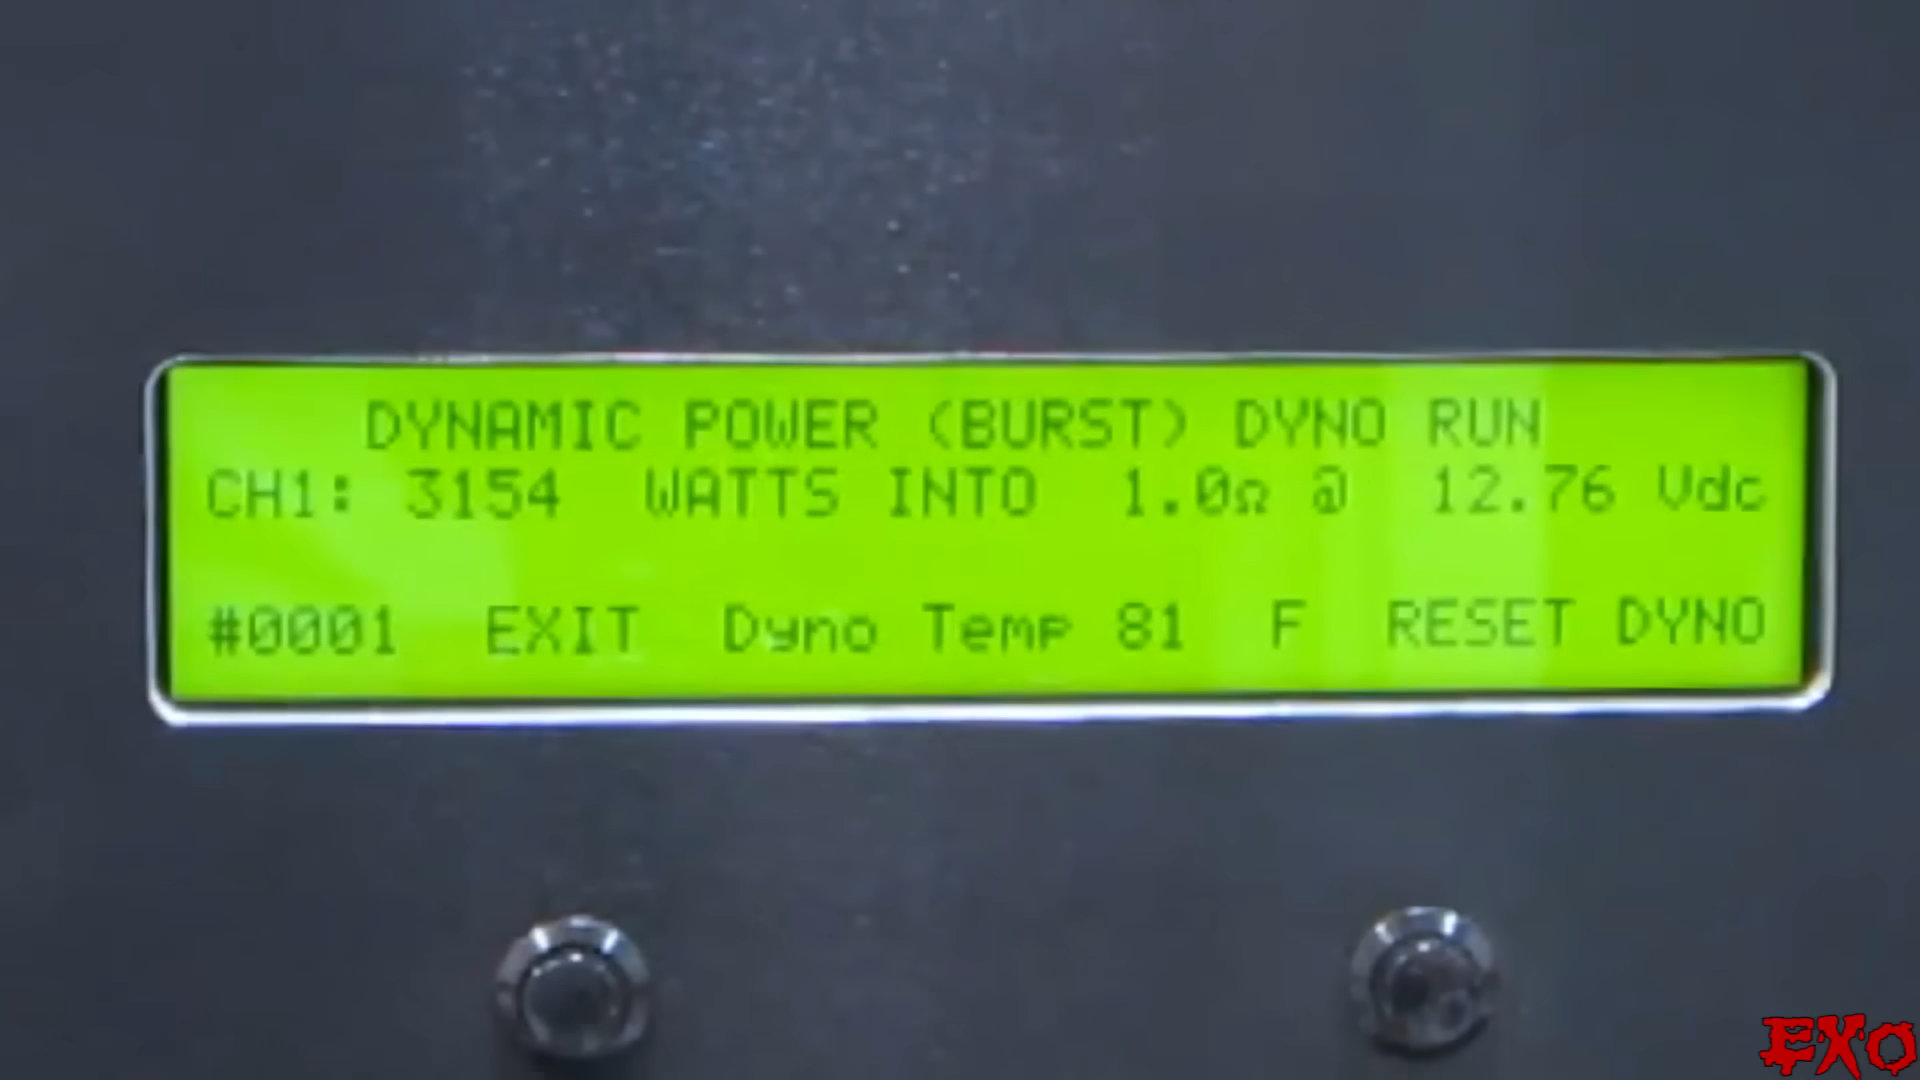 DYNAMIC POWER (BURST) DYNO RUN
CH1: 3154 WATTS INTO 1.0Ω @ 12.76 Vdc
#0001 EXIT Dyno Temp 81 F RESET DYNO
EXO